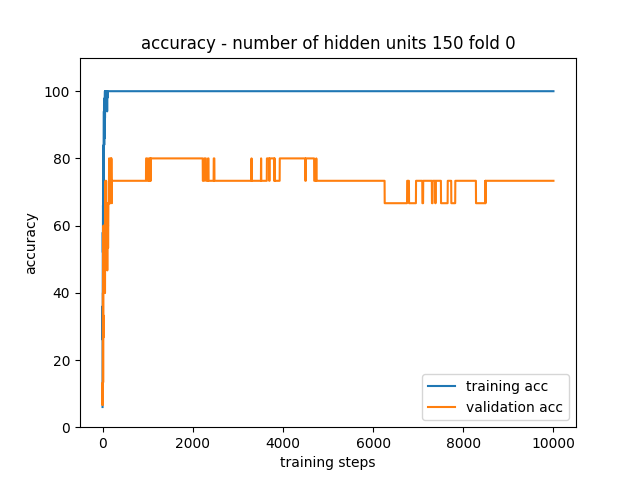 accuracy - number of hidden units 150 fold 0
100
80
60
40
20
0
accuracy
0
2000
4000
6000
8000
10000
training steps
training acc
validation acc